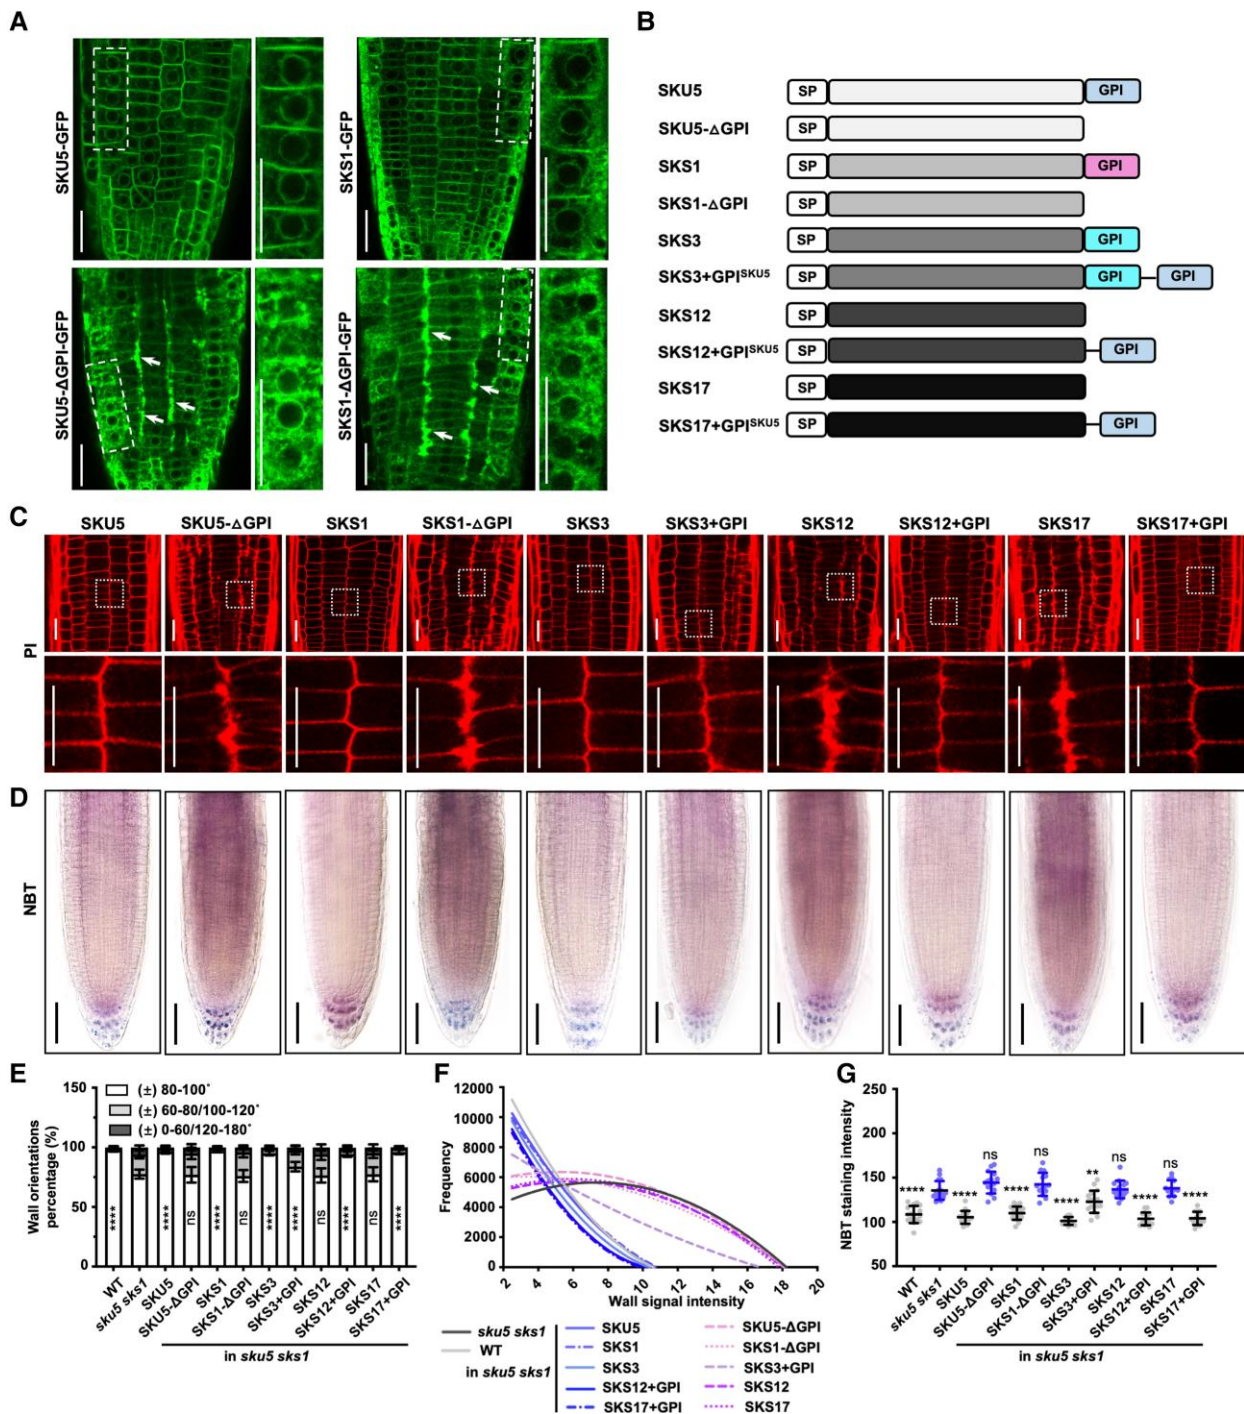 A
B
SKU5-GFP
SKS1-GFP
SKU5-ΔGPI-GFP
SKS1-ΔGPI-GFP
SKU5 SP GPI
SKU5-△GPI SP
SKS1 SP GPI
SKS1-△GPI SP
SKS3 SP GPI
SKS3+GPI^SKU5 SP GPI GPI
SKS12 SP
SKS12+GPI^SKU5 SP GPI
SKS17 SP
SKS17+GPI^SKU5 SP GPI
C
SKU5 SKU5-△GPI SKS1 SKS1-△GPI SKS3 SKS3+GPI SKS12 SKS12+GPI SKS17 SKS17+GPI
PI
D
NBT
E
Wall orientations
percentage (%)
150
100
50
0
(±) 80-100°
(±) 60-80/100-120°
(±) 0-60/120-180°
**** **** ns **** ns **** **** ns **** ns ****
WT
sku5 sks1
SKU5
SKU5-ΔGPI
SKS1
SKS1-ΔGPI
SKS3
SKS3+GPI
SKS12
SKS12+GPI
SKS17
SKS17+GPI
in sku5 sks1
F
Frequency
12000
10000
8000
6000
4000
2000
0
2 4 6 8 10 12 14 16 18 20
Wall signal intensity
sku5 sks1
WT
in sku5 sks1
SKU5
SKS1
SKS3
SKS12+GPI
SKS17+GPI
SKU5-ΔGPI
SKS1-ΔGPI
SKS3+GPI
SKS12
SKS17
G
NBT staining intensity
250
200
150
100
50
**** **** ns **** ns **** ** ns **** ns ****
WT
sku5 sks1
SKU5
SKU5-ΔGPI
SKS1
SKS1-ΔGPI
SKS3
SKS3+GPI
SKS12
SKS12+GPI
SKS17
SKS17+GPI
in sku5 sks1